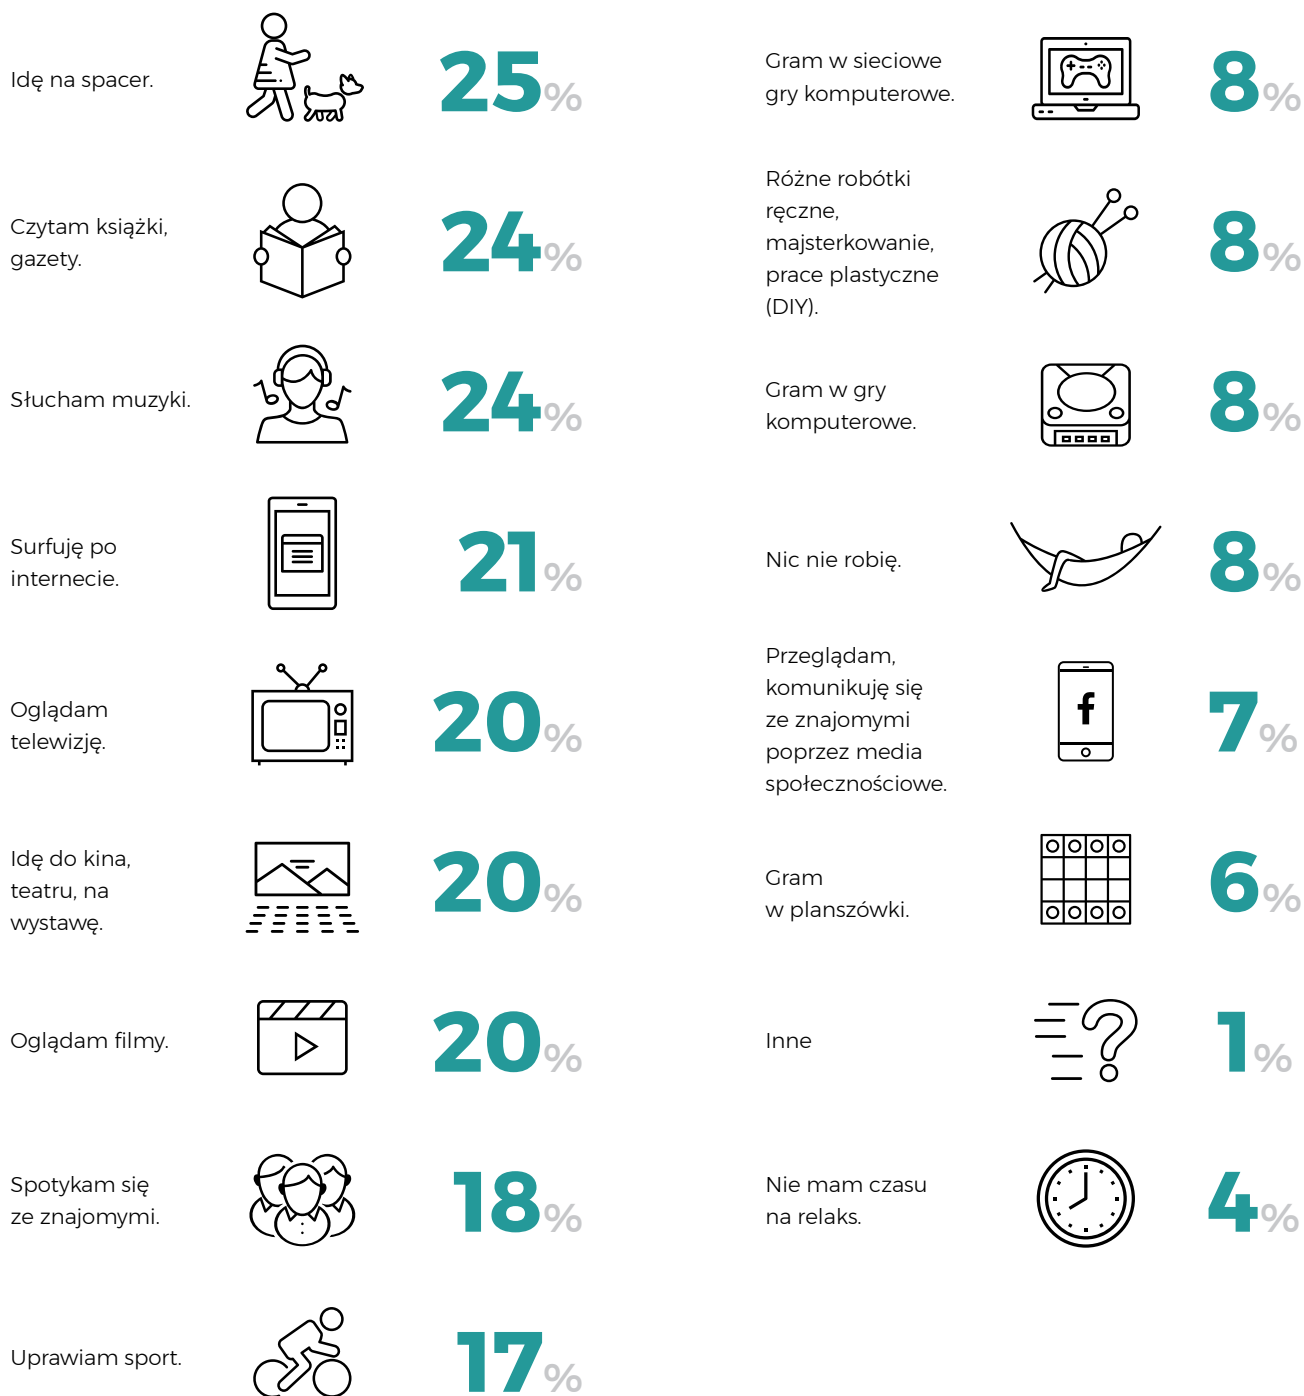 Idę na spacer.
25%
Czytam książki,
gazety.
24%
Słucham muzyki.
24%
Surfuję po
internecie.
21%
Oglądam
telewizję.
20%
Idę do kina,
teatru, na
wystawę.
20%
Oglądam filmy.
20%
Spotykam się
ze znajomymi.
18%
Uprawiam sport.
17%
Gram w sieciowe
gry komputerowe.
8%
Różne robótki
ręczne,
majsterkowanie,
prace plastyczne
(DIY).
8%
Gram w gry
komputerowe.
8%
Nic nie robię.
8%
Przeglądam,
komunikuję się
ze znajomymi
poprzez media
społecznościowe.
f
7%
Gram
w planszówki.
6%
Inne
?
1%
Nie mam czasu
na relaks.
4%